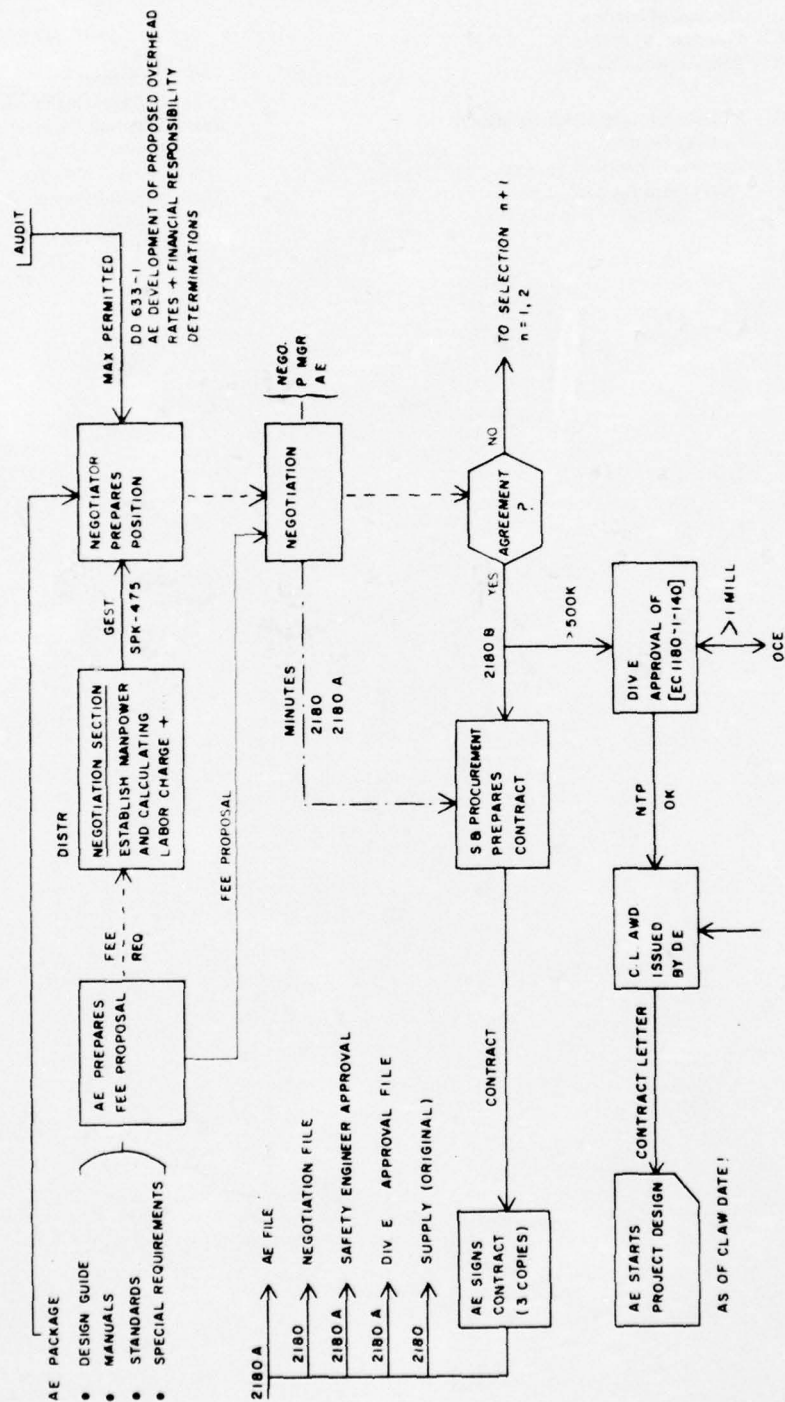 AE PACKAGE
• DESIGN GUIDE
• MANUALS
• STANDARDS
• SPECIAL REQUIREMENTS
AE PREPARES
FEE PROPOSAL
FEE
REQ
DISTR
NEGOTIATION SECTION
ESTABLISH MANPOWER
AND CALCULATING
LABOR CHARGE + ...
GEST
SPK-475
NEGOTIATOR
PREPARES
POSITION
AUDIT
MAX PERMITTED
DD 633-1
AE DEVELOPMENT OF PROPOSED OVERHEAD
RATES + FINANCIAL RESPONSIBILITY
DETERMINATIONS
FEE PROPOSAL
NEGOTIATION
NEGO.
P MGR
AE
MINUTES
2180
2180 A
AGREEMENT
?
NO
TO SELECTION n+1
n = 1, 2
YES
2180 B
S & PROCUREMENT
PREPARES
CONTRACT
CONTRACT
AE SIGNS
CONTRACT
(3 COPIES)
2180 A
AE FILE
2180
NEGOTIATION FILE
2180 A
SAFETY ENGINEER APPROVAL
2180 A
DIV E APPROVAL FILE
2180
SUPPLY (ORIGINAL)
>500K
DIV E
APPROVAL OF
[EC 1180-1-140]
>1 MILL
OCE
NTP
OK
C. L. AWD
ISSUED
BY DE
CONTRACT LETTER
AE STARTS
PROJECT DESIGN
AS OF CLAW DATE!